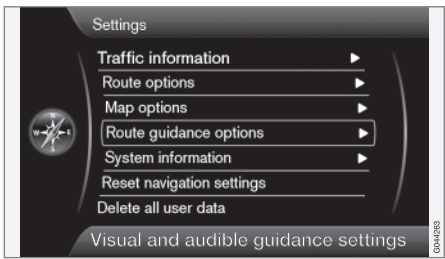 Settings
Traffic information
Route options
Map options
N
W
E
S
Route guidance options
System information
Reset navigation settings
Delete all user data
Visual and audible guidance settings
G044263